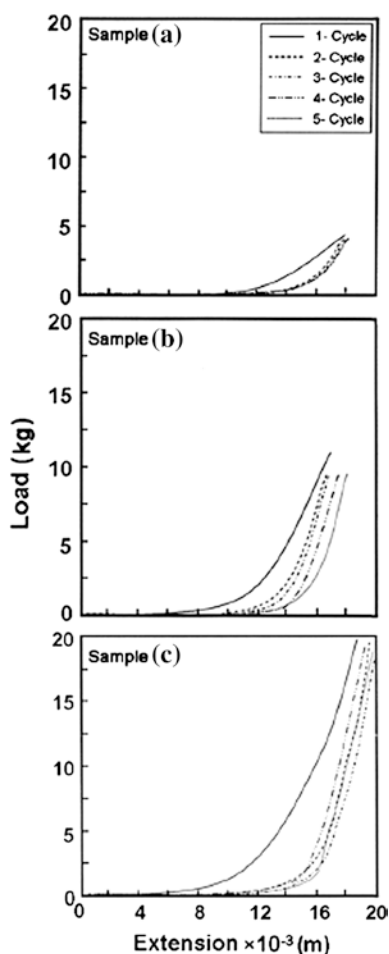 Sample (a)
1- Cycle
2- Cycle
3- Cycle
4- Cycle
5- Cycle
20
15
10
5
0
Sample (b)
20
15
10
5
0
Load (kg)
Sample (c)
20
15
10
5
0
0 4 8 12 16 20
Extension ×10⁻³ (m)